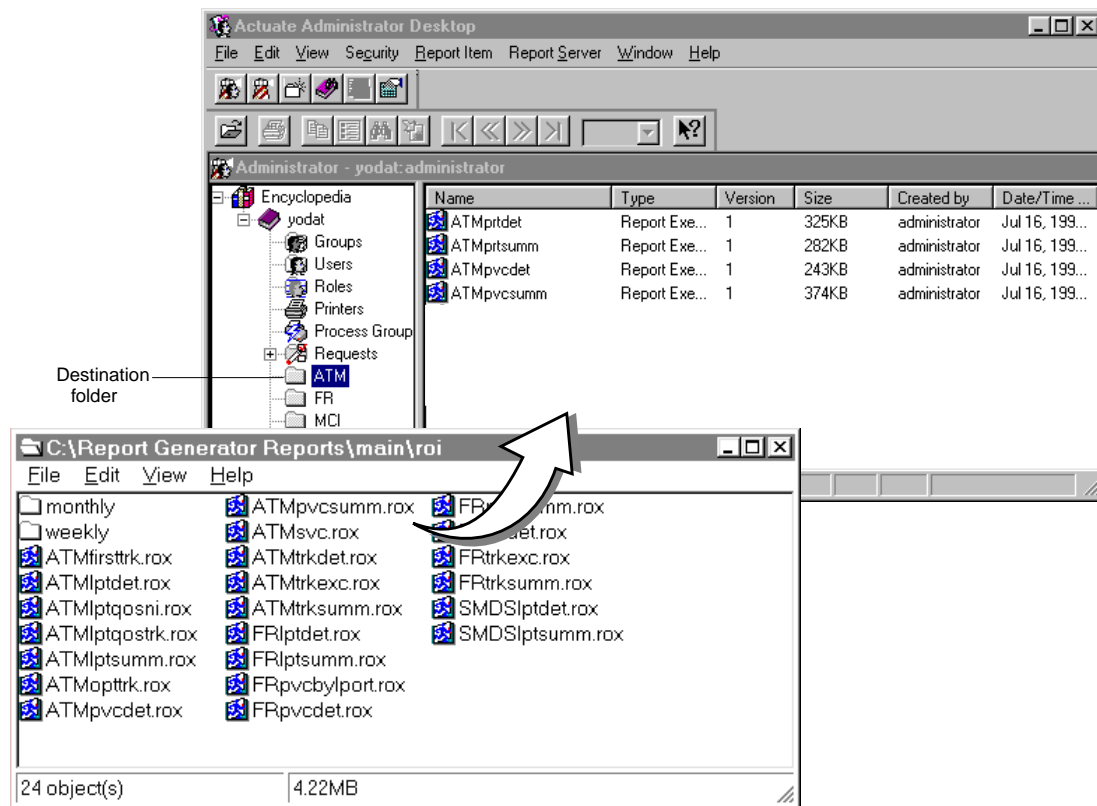 Actuate Administrator Desktop
File Edit View Security Report Item Report Server Window Help
Administrator - yodat:administrator
Encyclopedia
yodat
Groups
Users
Roles
Printers
Process Group
Requests
ATM
FR
MCI
Name Type Version Size Created by Date/Time ...
ATMprtdet Report Exe... 1 325KB administrator Jul 16, 199...
ATMprtsumm Report Exe... 1 282KB administrator Jul 16, 199...
ATMpvcdet Report Exe... 1 243KB administrator Jul 16, 199...
ATMpvcsumm Report Exe... 1 374KB administrator Jul 16, 199...
Destination
folder
C:\Report Generator Reports\main\roi
File Edit View Help
monthly
weekly
ATMfirsttrk.rox
ATMlptdet.rox
ATMlptqosni.rox
ATMlptqostrk.rox
ATMlptsumm.rox
ATMopttrk.rox
ATMpvcdet.rox
ATMpvcsumm.rox
ATMsvc.rox
ATMtrkdet.rox
ATMtrkexc.rox
ATMtrksumm.rox
FRlptdet.rox
FRlptsumm.rox
FRpvcbylport.rox
FRpvcdet.rox
FRtrkexc.rox
FRtrksumm.rox
SMDSlptdet.rox
SMDSlptsumm.rox
24 object(s) 4.22MB